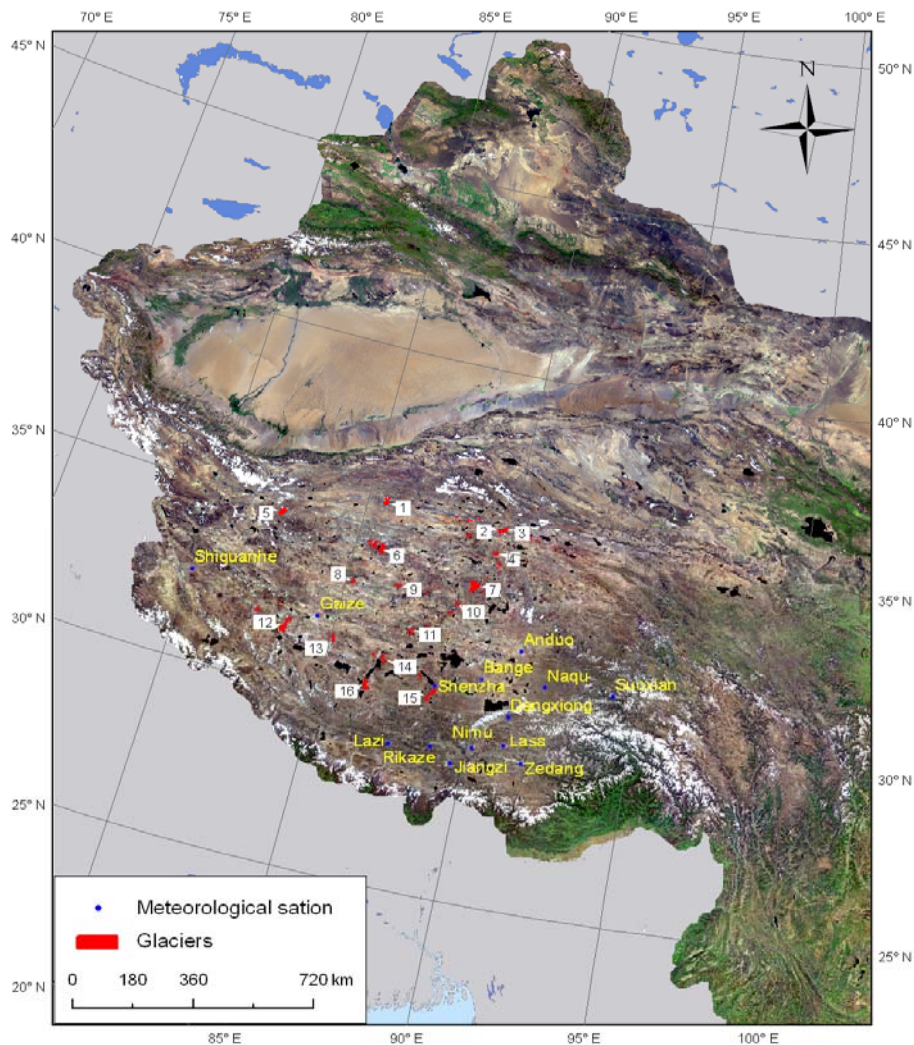 70° E 75° E 80° E 85° E 90° E 95° E 100° E
45° N
50° N
N
40° N
45° N
35° N
40° N
30° N
35° N
25° N
30° N
20° N
25° N
1
5
2
3
6
4
Shiguanhe
8
9
7
Gaize
10
12
11
13
Anduo
14
Bange
Naqu
16
Shenzha
Suoxian
15
Dangxiong
Nimu
Lazi
Lasa
Rikaze
Jiangzi
Zedang
Meteorological sation
Glaciers
0 180 360 720 km
85° E 90° E 95° E 100° E